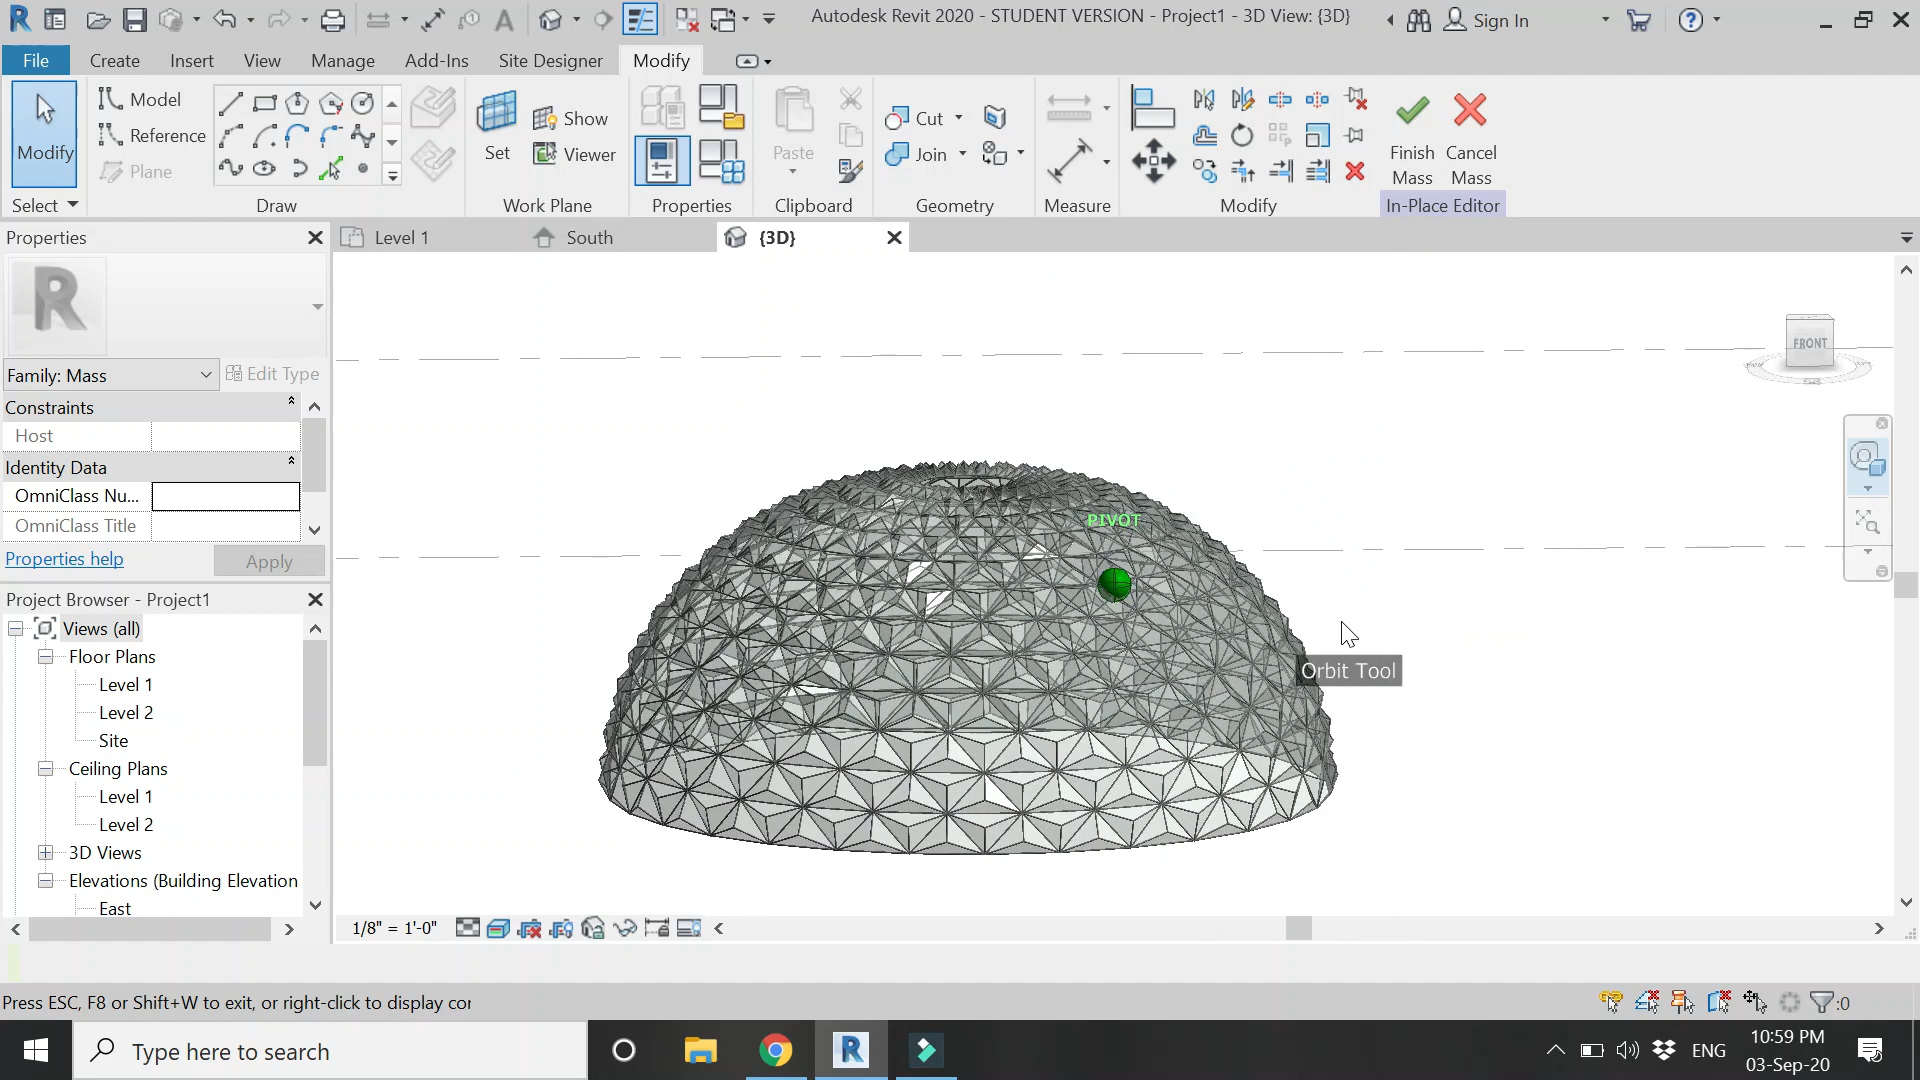 Autodesk Revit 2020 - STUDENT VERSION - Project1 - 3D View: {3D}
Sign In
File Create Insert View Manage Add-Ins Site Designer Modify
Modify
Model
Reference
Plane
Set
Show
Viewer
Paste
Cut
Join
Finish Mass
Cancel Mass
Select Draw Work Plane Properties Clipboard Geometry Measure Modify In-Place Editor
Properties
Level 1 South {3D}
R
Family: Mass Edit Type
Constraints
Host
Identity Data
OmniClass Nu...
OmniClass Title
Properties help Apply
FRONT
PIVOT
Orbit Tool
Project Browser - Project1
Views (all)
Floor Plans
Level 1
Level 2
Site
Ceiling Plans
Level 1
Level 2
3D Views
Elevations (Building Elevation
East
1/8" = 1'-0"
Press ESC, F8 or Shift+W to exit, or right-click to display cor
:0
Type here to search
ENG
10:59 PM
03-Sep-20